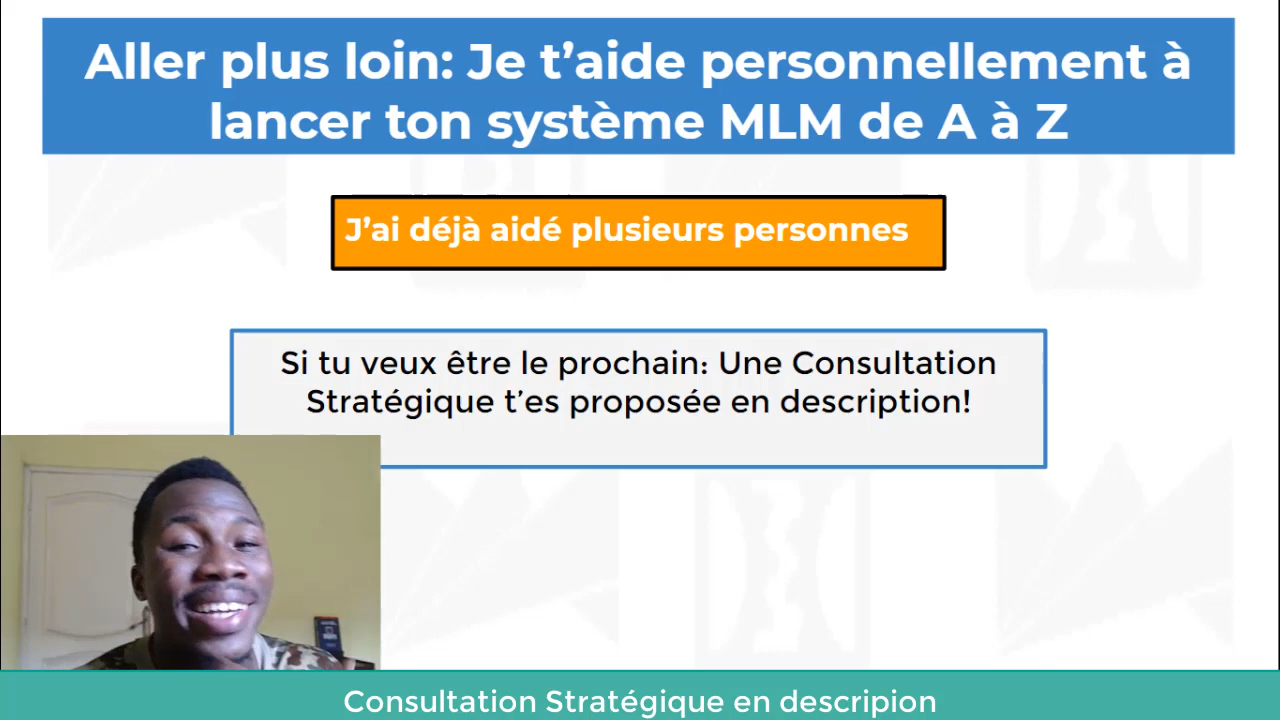 Aller plus loin: Je t’aide personnellement à
lancer ton système MLM de A à Z
J’ai déjà aidé plusieurs personnes
Si tu veux être le prochain: Une Consultation
Stratégique t’es proposée en description!
Consultation Stratégique en descripion